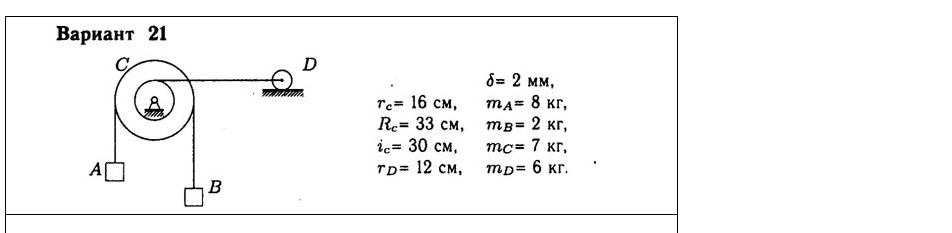 Вариант 21
C
D
A
B
δ= 2 мм,
r_c= 16 см, m_A= 8 кг,
R_c= 33 см, m_B= 2 кг,
i_c= 30 см, m_C= 7 кг,
r_D= 12 см, m_D= 6 кг.